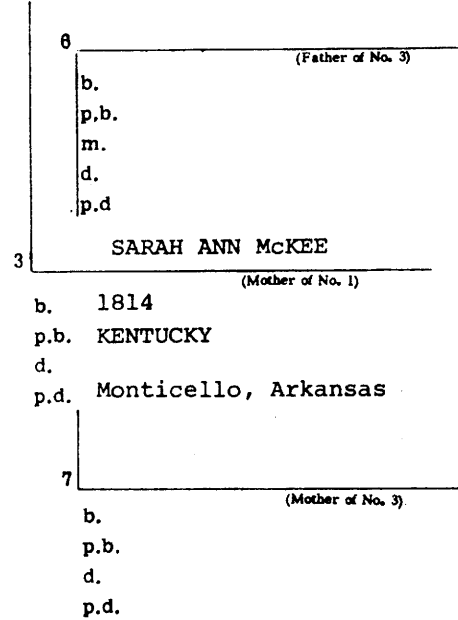 6
(Father of No. 3)
b.
p.b.
m.
d.
p.d
SARAH ANN McKEE
3
(Mother of No. 1)
b. 1814
p.b. KENTUCKY
d.
p.d. Monticello, Arkansas
7
(Mother of No. 3)
b.
p.b.
d.
p.d.